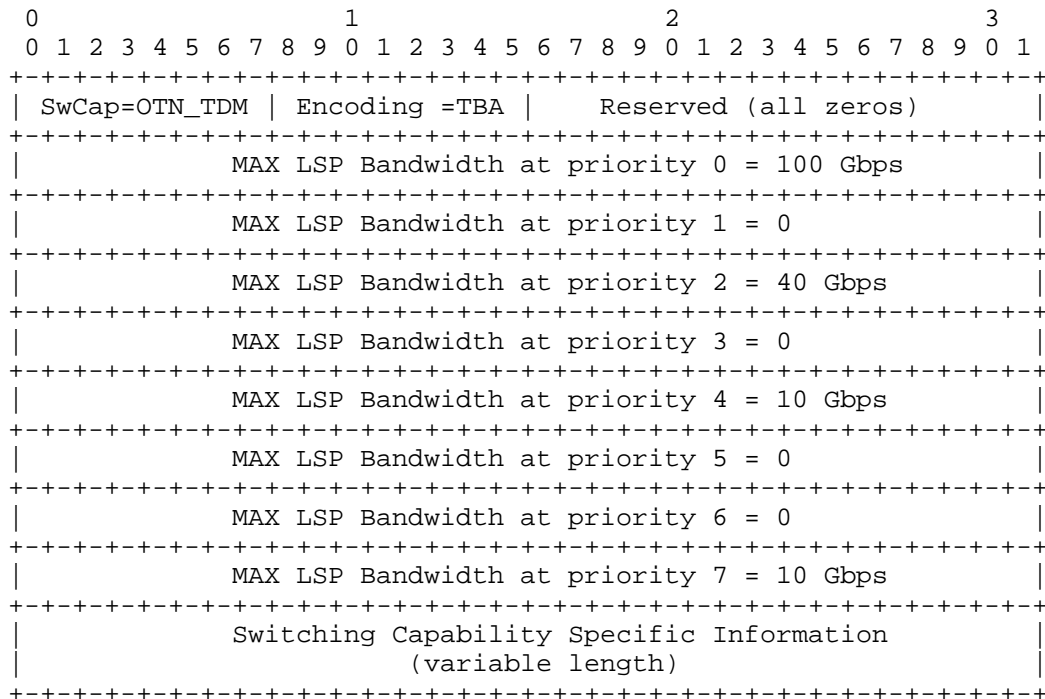 0                   1                   2                   3
 0 1 2 3 4 5 6 7 8 9 0 1 2 3 4 5 6 7 8 9 0 1 2 3 4 5 6 7 8 9 0 1
+-+-+-+-+-+-+-+-+-+-+-+-+-+-+-+-+-+-+-+-+-+-+-+-+-+-+-+-+-+-+-+-+
| SwCap=OTN_TDM | Encoding =TBA |    Reserved (all zeros)       |
+-+-+-+-+-+-+-+-+-+-+-+-+-+-+-+-+-+-+-+-+-+-+-+-+-+-+-+-+-+-+-+-+
|             MAX LSP Bandwidth at priority 0 = 100 Gbps        |
+-+-+-+-+-+-+-+-+-+-+-+-+-+-+-+-+-+-+-+-+-+-+-+-+-+-+-+-+-+-+-+-+
|             MAX LSP Bandwidth at priority 1 = 0               |
+-+-+-+-+-+-+-+-+-+-+-+-+-+-+-+-+-+-+-+-+-+-+-+-+-+-+-+-+-+-+-+-+
|             MAX LSP Bandwidth at priority 2 = 40 Gbps         |
+-+-+-+-+-+-+-+-+-+-+-+-+-+-+-+-+-+-+-+-+-+-+-+-+-+-+-+-+-+-+-+-+
|             MAX LSP Bandwidth at priority 3 = 0               |
+-+-+-+-+-+-+-+-+-+-+-+-+-+-+-+-+-+-+-+-+-+-+-+-+-+-+-+-+-+-+-+-+
|             MAX LSP Bandwidth at priority 4 = 10 Gbps         |
+-+-+-+-+-+-+-+-+-+-+-+-+-+-+-+-+-+-+-+-+-+-+-+-+-+-+-+-+-+-+-+-+
|             MAX LSP Bandwidth at priority 5 = 0               |
+-+-+-+-+-+-+-+-+-+-+-+-+-+-+-+-+-+-+-+-+-+-+-+-+-+-+-+-+-+-+-+-+
|             MAX LSP Bandwidth at priority 6 = 0               |
+-+-+-+-+-+-+-+-+-+-+-+-+-+-+-+-+-+-+-+-+-+-+-+-+-+-+-+-+-+-+-+-+
|             MAX LSP Bandwidth at priority 7 = 10 Gbps         |
+-+-+-+-+-+-+-+-+-+-+-+-+-+-+-+-+-+-+-+-+-+-+-+-+-+-+-+-+-+-+-+-+
|             Switching Capability Specific Information         |
|                        (variable length)                      |
+-+-+-+-+-+-+-+-+-+-+-+-+-+-+-+-+-+-+-+-+-+-+-+-+-+-+-+-+-+-+-+-+